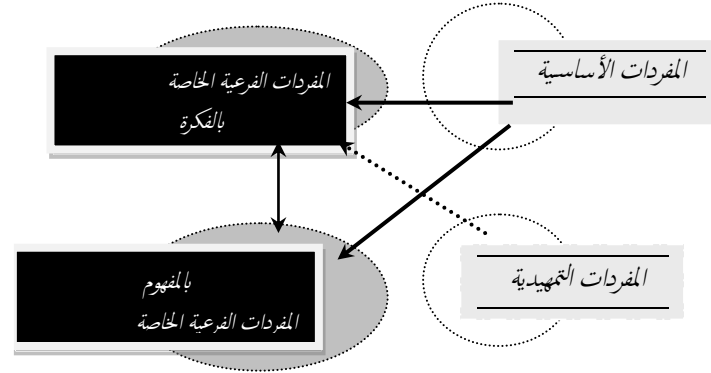 المفردات الأساسية
المفردات الفرعية الخاصة
بالفكرة
المفردات التمهيدية
بالمفهوم
المفردات الفرعية الخاصة